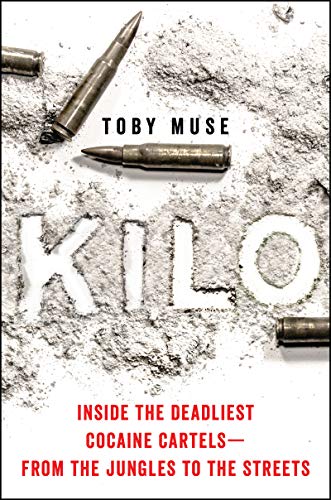 TOBY MUSE
KILO
INSIDE THE DEADLIEST
COCAINE CARTELS—
FROM THE JUNGLES TO THE STREETS